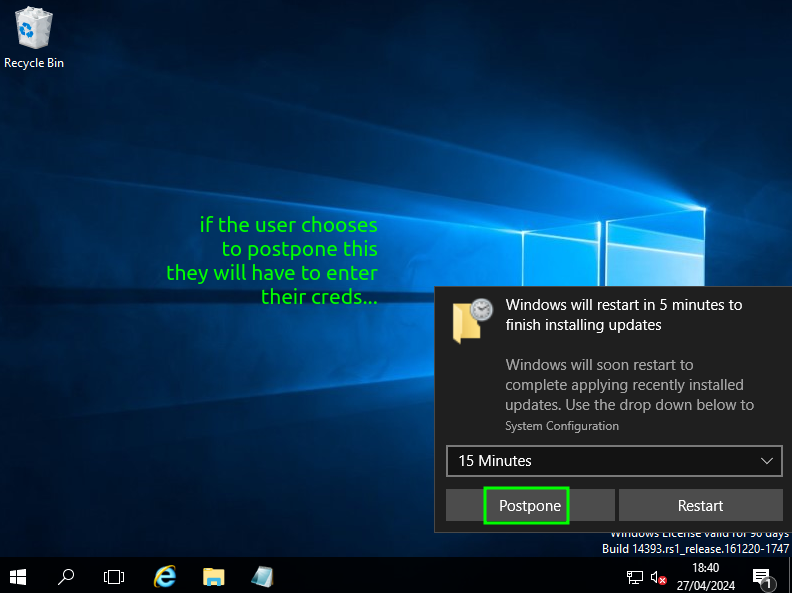 Recycle Bin
if the user chooses
to postpone this
they will have to enter
their creds...
Windows will restart in 5 minutes to
finish installing updates
Windows will soon restart to
complete applying recently installed
updates. Use the drop down below to
System Configuration
15 Minutes
Postpone
Restart
Windows License valid for 90 days
Build 14393.rs1_release.161220-1747
18:40
27/04/2024
1